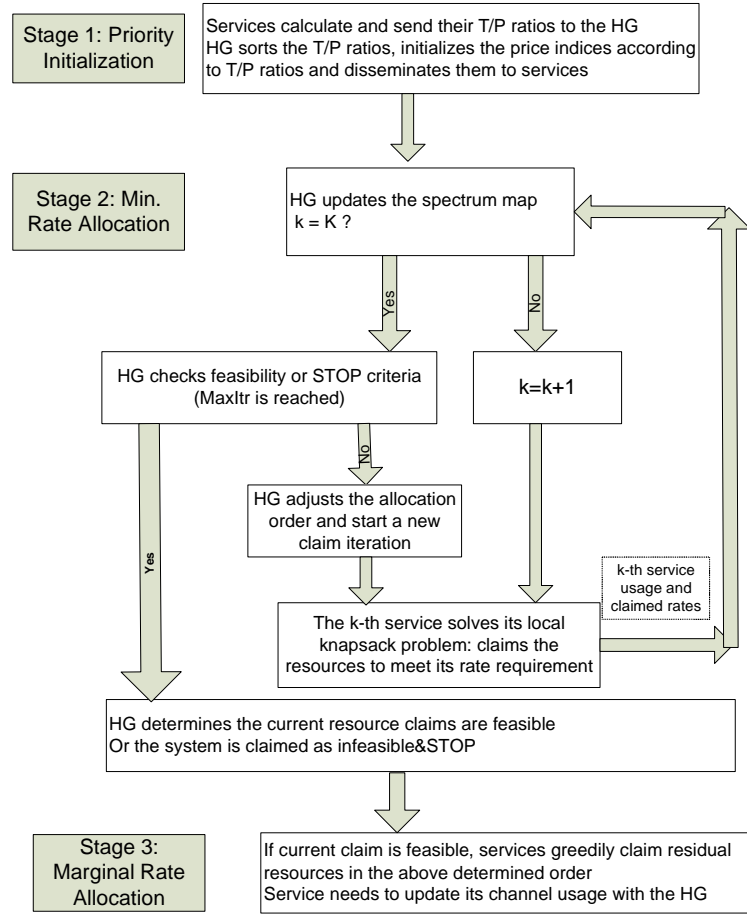 Stage 1: Priority
Initialization
Services calculate and send their T/P ratios to the HG
HG sorts the T/P ratios, initializes the price indices according
to T/P ratios and disseminates them to services
Stage 2: Min.
Rate Allocation
HG updates the spectrum map
k = K ?
Yes
No
HG checks feasibility or STOP criteria
(MaxItr is reached)
k=k+1
No
HG adjusts the allocation
order and start a new
claim iteration
Yes
k-th service
usage and
claimed rates
The k-th service solves its local
knapsack problem: claims the
resources to meet its rate requirement
HG determines the current resource claims are feasible
Or the system is claimed as infeasible&STOP
Stage 3:
Marginal Rate
Allocation
If current claim is feasible, services greedily claim residual
resources in the above determined order
Service needs to update its channel usage with the HG